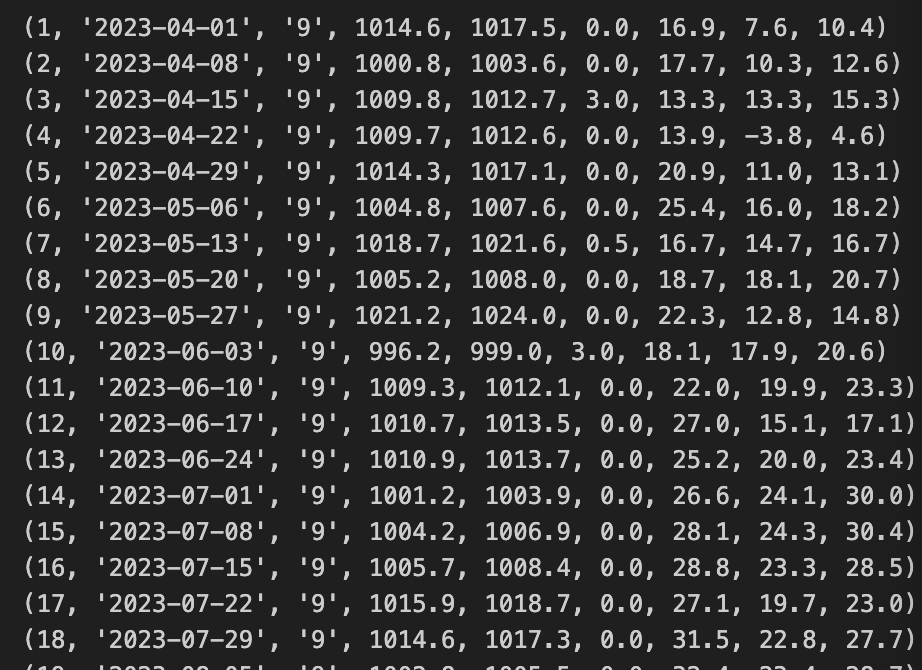 (1, '2023-04-01', '9', 1014.6, 1017.5, 0.0, 16.9, 7.6, 10.4)
(2, '2023-04-08', '9', 1000.8, 1003.6, 0.0, 17.7, 10.3, 12.6)
(3, '2023-04-15', '9', 1009.8, 1012.7, 3.0, 13.3, 13.3, 15.3)
(4, '2023-04-22', '9', 1009.7, 1012.6, 0.0, 13.9, -3.8, 4.6)
(5, '2023-04-29', '9', 1014.3, 1017.1, 0.0, 20.9, 11.0, 13.1)
(6, '2023-05-06', '9', 1004.8, 1007.6, 0.0, 25.4, 16.0, 18.2)
(7, '2023-05-13', '9', 1018.7, 1021.6, 0.5, 16.7, 14.7, 16.7)
(8, '2023-05-20', '9', 1005.2, 1008.0, 0.0, 18.7, 18.1, 20.7)
(9, '2023-05-27', '9', 1021.2, 1024.0, 0.0, 22.3, 12.8, 14.8)
(10, '2023-06-03', '9', 996.2, 999.0, 3.0, 18.1, 17.9, 20.6)
(11, '2023-06-10', '9', 1009.3, 1012.1, 0.0, 22.0, 19.9, 23.3)
(12, '2023-06-17', '9', 1010.7, 1013.5, 0.0, 27.0, 15.1, 17.1)
(13, '2023-06-24', '9', 1010.9, 1013.7, 0.0, 25.2, 20.0, 23.4)
(14, '2023-07-01', '9', 1001.2, 1003.9, 0.0, 26.6, 24.1, 30.0)
(15, '2023-07-08', '9', 1004.2, 1006.9, 0.0, 28.1, 24.3, 30.4)
(16, '2023-07-15', '9', 1005.7, 1008.4, 0.0, 28.8, 23.3, 28.5)
(17, '2023-07-22', '9', 1015.9, 1018.7, 0.0, 27.1, 19.7, 23.0)
(18, '2023-07-29', '9', 1014.6, 1017.3, 0.0, 31.5, 22.8, 27.7)